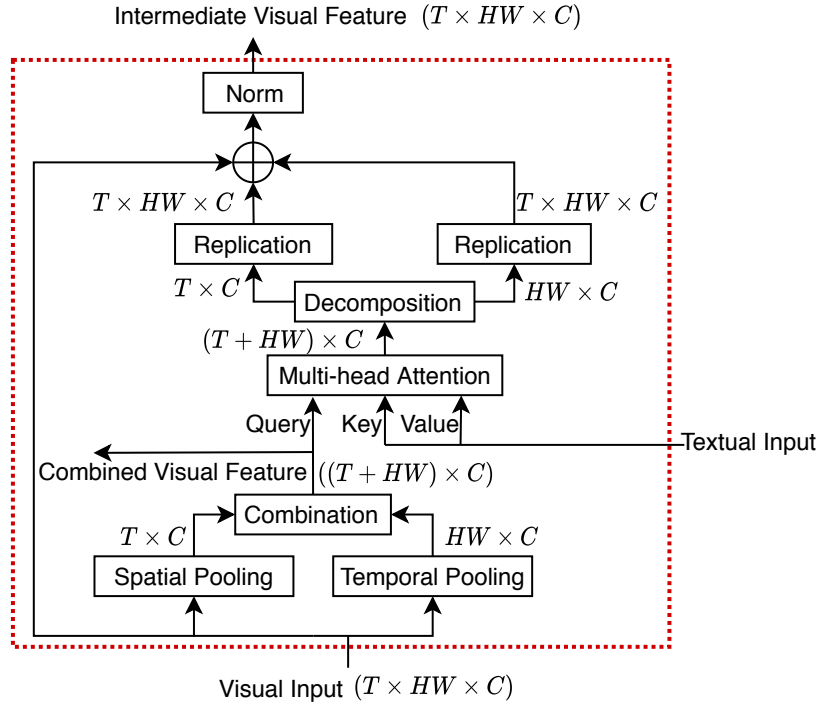 Intermediate Visual Feature (T × HW × C)
Norm
T × HW × C
T × HW × C
Replication
Replication
T × C
HW × C
Decomposition
(T + HW) × C
Multi-head Attention
Query
Key
Value
Textual Input
Combined Visual Feature ((T + HW) × C)
Combination
T × C
HW × C
Spatial Pooling
Temporal Pooling
Visual Input (T × HW × C)